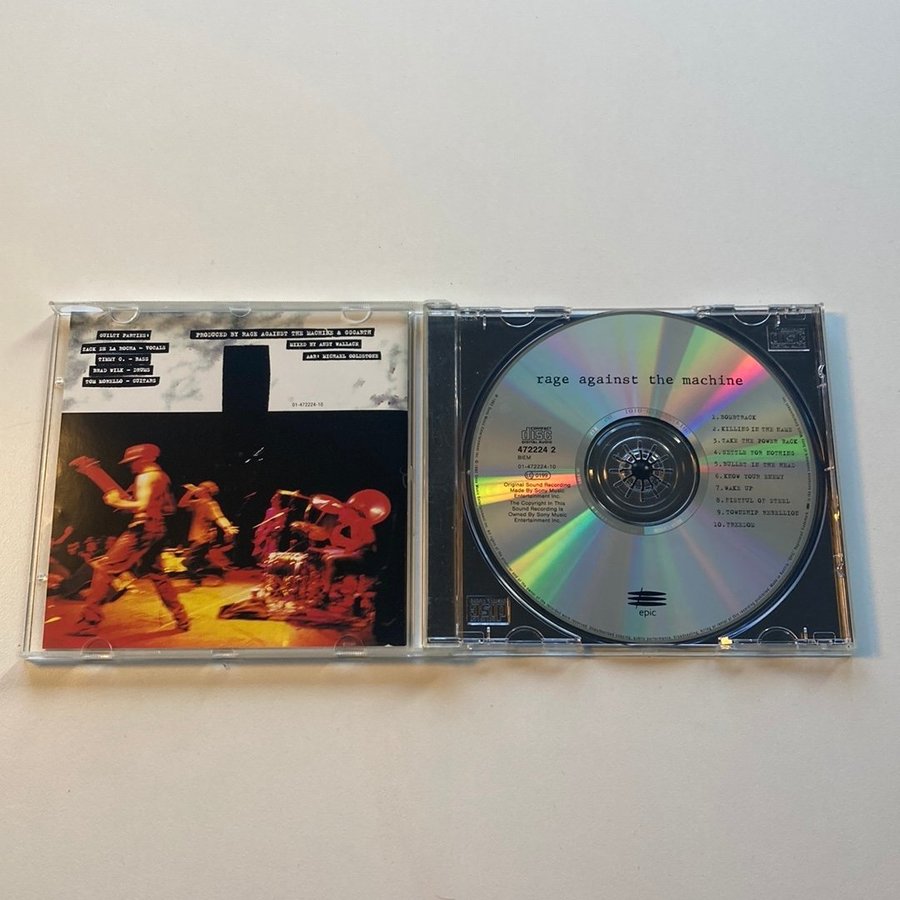 GUILTY PARTIES:
ZACK DE LA ROCHA — VOCALS
TIMMY C. — BASS
BRAD WILK — DRUMS
TOM MORELLO — GUITARS
PRODUCED BY RAGE AGAINST THE MACHINE & GGGARTH
MIXED BY ANDY WALLACE
A&R: MICHAEL GOLDSTONE
01-472224-10
rage against the machine
COMPACT
disc
DIGITAL AUDIO
472224 2
BIEM
01-472224-10
Original Sound Recording
Made By Sony Music
Entertainment Inc.
The Copyright In This
Sound Recording is
Owned By Sony Music
Entertainment Inc.
1. BOMBTRACK
2. KILLING IN THE NAME
3. TAKE THE POWER BACK
4. SETTLE FOR NOTHING
5. BULLET IN THE HEAD
6. KNOW YOUR ENEMY
7. WAKE UP
8. FISTFUL OF STEEL
9. TOWNSHIP REBELLION
10. FREEDOM
epic